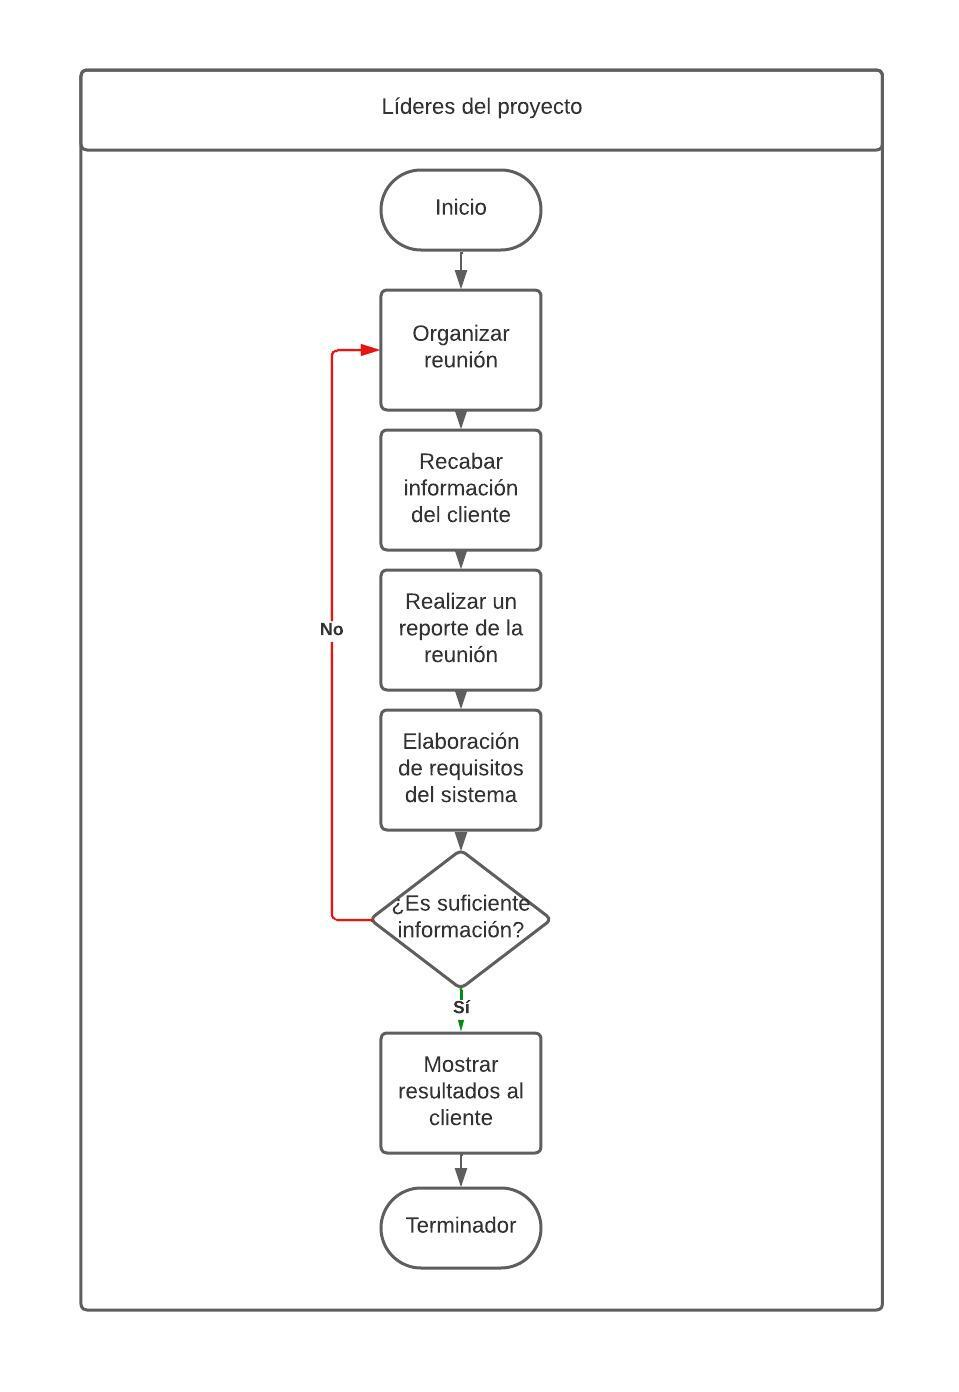 Líderes del proyecto
Inicio
Organizar
reunión
Recabar
información
del cliente
Realizar un
reporte de la
reunión
No
Elaboración
de requisitos
del sistema
¿Es suficiente
información?
Sí
Mostrar
resultados al
cliente
Terminador